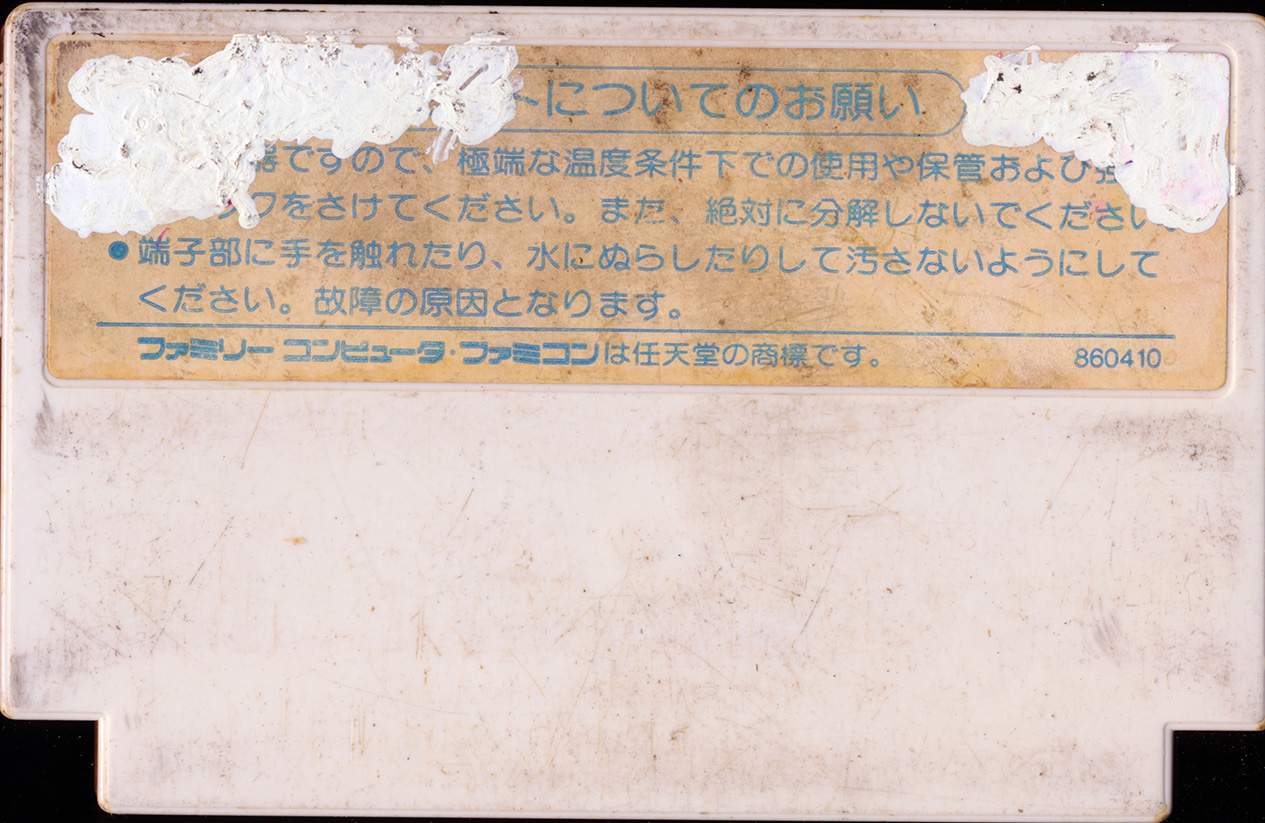 トについてのお願い
器ですので、極端な温度条件下での使用や保管および強
ックをさけてください。また、絶対に分解しないでください。
●端子部に手を触れたり、水にぬらしたりして汚さないようにして
ください。故障の原因となります。
ファミリーコンピュータ・ファミコンは任天堂の商標です。
860410